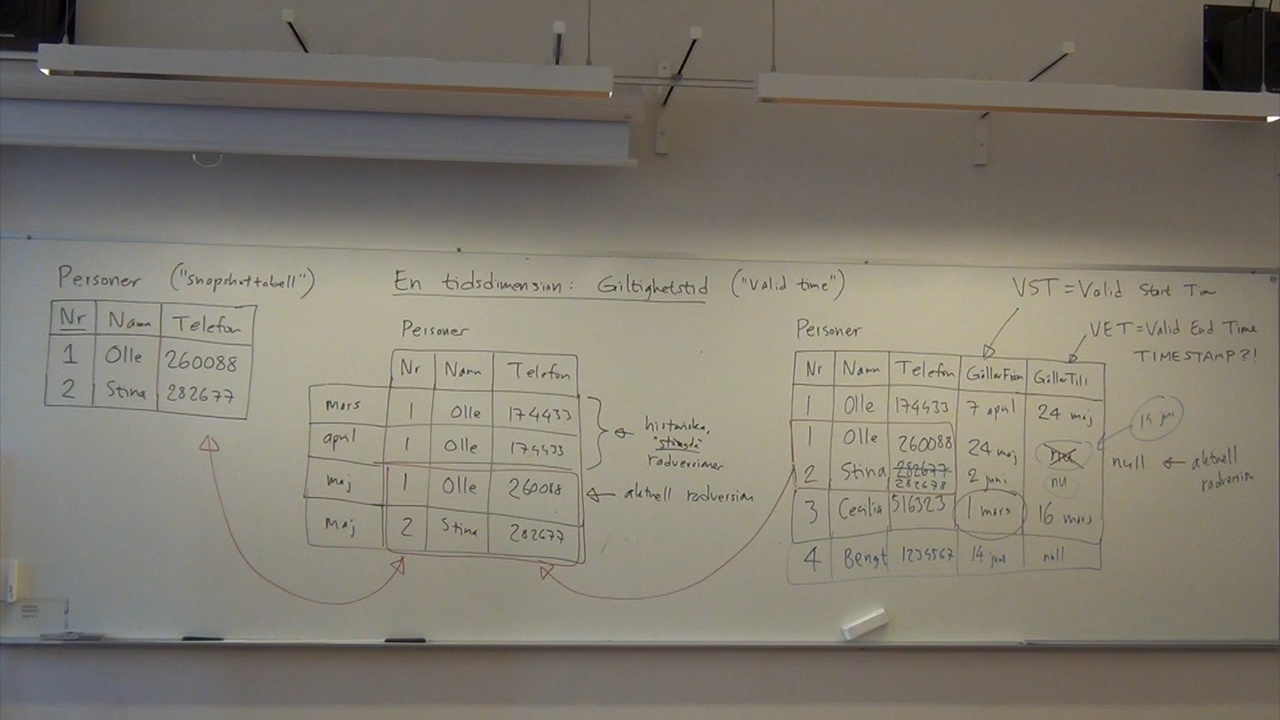 Personer ("Snapshottabell")
Nr Namn Telefon
1 Olle 260088
2 Stina 282677
En tidsdimension: Giltighetstid ("Valid time")
Personer
Nr Namn Telefon
mars 1 Olle 174433
april 1 Olle 174433
maj 1 Olle 260088
maj 2 Stina 282677
historiska,
"stängda"
radversioner
aktuell radversion
VST = Valid Start Tim
VET = Valid End Time
TIMESTAMP?!
Personer
Nr Namn Telefon GällerFrån GällerTill
1 Olle 174433 7 april 24 maj
1 Olle 260088 24 maj
2 Stina 282677 282678 2 juni nu
3 Cecilia 516323 1 mars 16 mars
4 Bengt 1234567 14 juni null
14 juni
null
aktuell
radversion